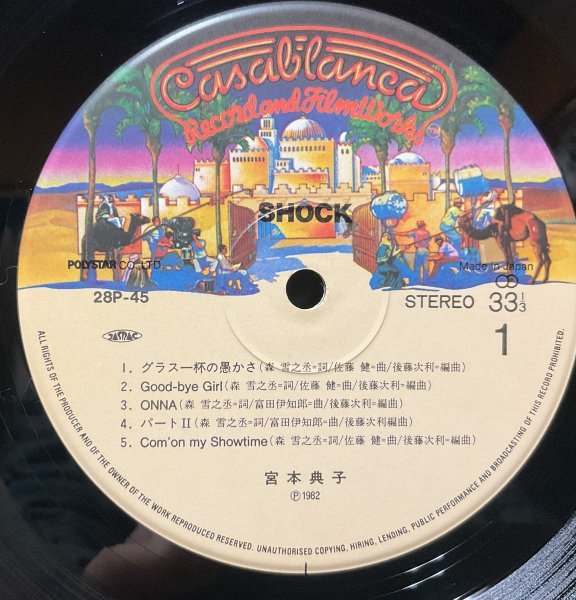 Casablanca
Record and FilmWorks
SHOCK
POLYSTAR CO., LTD.
Made in Japan
28P-45
STEREO 33 1/3
JASRAC
1
1. グラス一杯の愚かさ(森 雪之丞=詞/佐藤 健=曲/後藤次利=編曲)
2. Good-bye Girl(森 雪之丞=詞/佐藤 健=曲/後藤次利=編曲)
3. ONNA(森 雪之丞=詞/富田伊知郎=曲/後藤次利=編曲)
4. パートII(森 雪之丞=詞/富田伊知郎=曲/後藤次利=編曲)
5. Com'on my Showtime(森 雪之丞=詞/佐藤 健=曲/後藤次利=編曲)
宮本典子
Ⓟ1982
ALL RIGHTS OF THE PRODUCER AND OF THE OWNER OF THE WORK REPRODUCED RESERVED. UNAUTHORISED COPYING, HIRING, LENDING, PUBLIC PERFORMANCE AND BROADCASTING OF THIS RECORD PROHIBITED.